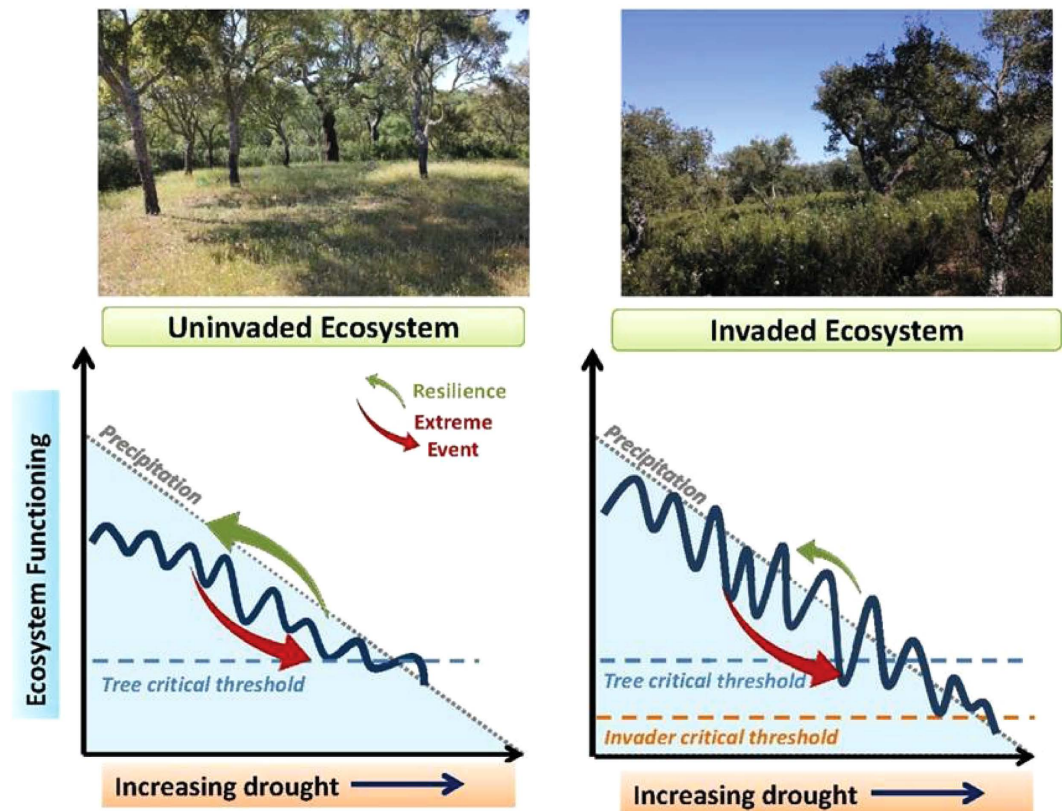 Uninvaded Ecosystem
Invaded Ecosystem
Ecosystem Functioning
Resilience
Extreme
Event
Precipitation
Tree critical threshold
Increasing drought
Precipitation
Tree critical threshold
Invader critical threshold
Increasing drought